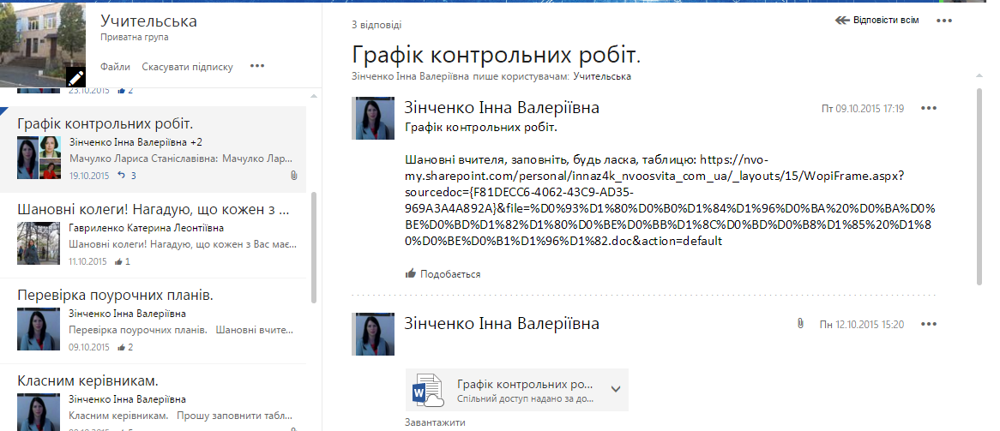 Учительська
Приватна група
Файли Скасувати підписку •••
23.10.2015 2
Графік контрольних робіт.
Зінченко Інна Валеріївна +2
Мачулко Лариса Станіславівна: Мачулко Лар...
19.10.2015 3
Шановні колеги! Нагадую, що кожен з ...
Гавриленко Катерина Леонтіївна
Шановні колеги! Нагадую, що кожен з Вас має...
11.10.2015 1
Перевірка поурочних планів.
Зінченко Інна Валеріївна
Перевірка поурочних планів. Шановні вчите...
09.10.2015 2
Класним керівникам.
Зінченко Інна Валеріївна
Класним керівникам. Прошу заповнити табл...
3 відповіді
Відповісти всім •••
Графік контрольних робіт.
Зінченко Інна Валеріївна пише користувачам: Учительська
Зінченко Інна Валеріївна
Пт 09.10.2015 17:19 •••
Графік контрольних робіт.
Шановні вчителя, заповніть, будь ласка, таблицю: https://nvo-
my.sharepoint.com/personal/innaz4k_nvoosvita_com_ua/_layouts/15/WopiFrame.aspx?
sourcedoc={F81DECC6-4062-43C9-AD35-
969A3A4A892A}&file=%D0%93%D1%80%D0%B0%D1%84%D1%96%D0%BA%20%D0%BA%D0%
BE%D0%BD%D1%82%D1%80%D0%BE%D0%BB%D1%8C%D0%BD%D0%B8%D1%85%20%D1%8
0%D0%BE%D0%B1%D1%96%D1%82.doc&action=default
Подобається
Зінченко Інна Валеріївна
Пн 12.10.2015 15:20 •••
Графік контрольних ро...
Спільний доступ надано за до...
Завантажити